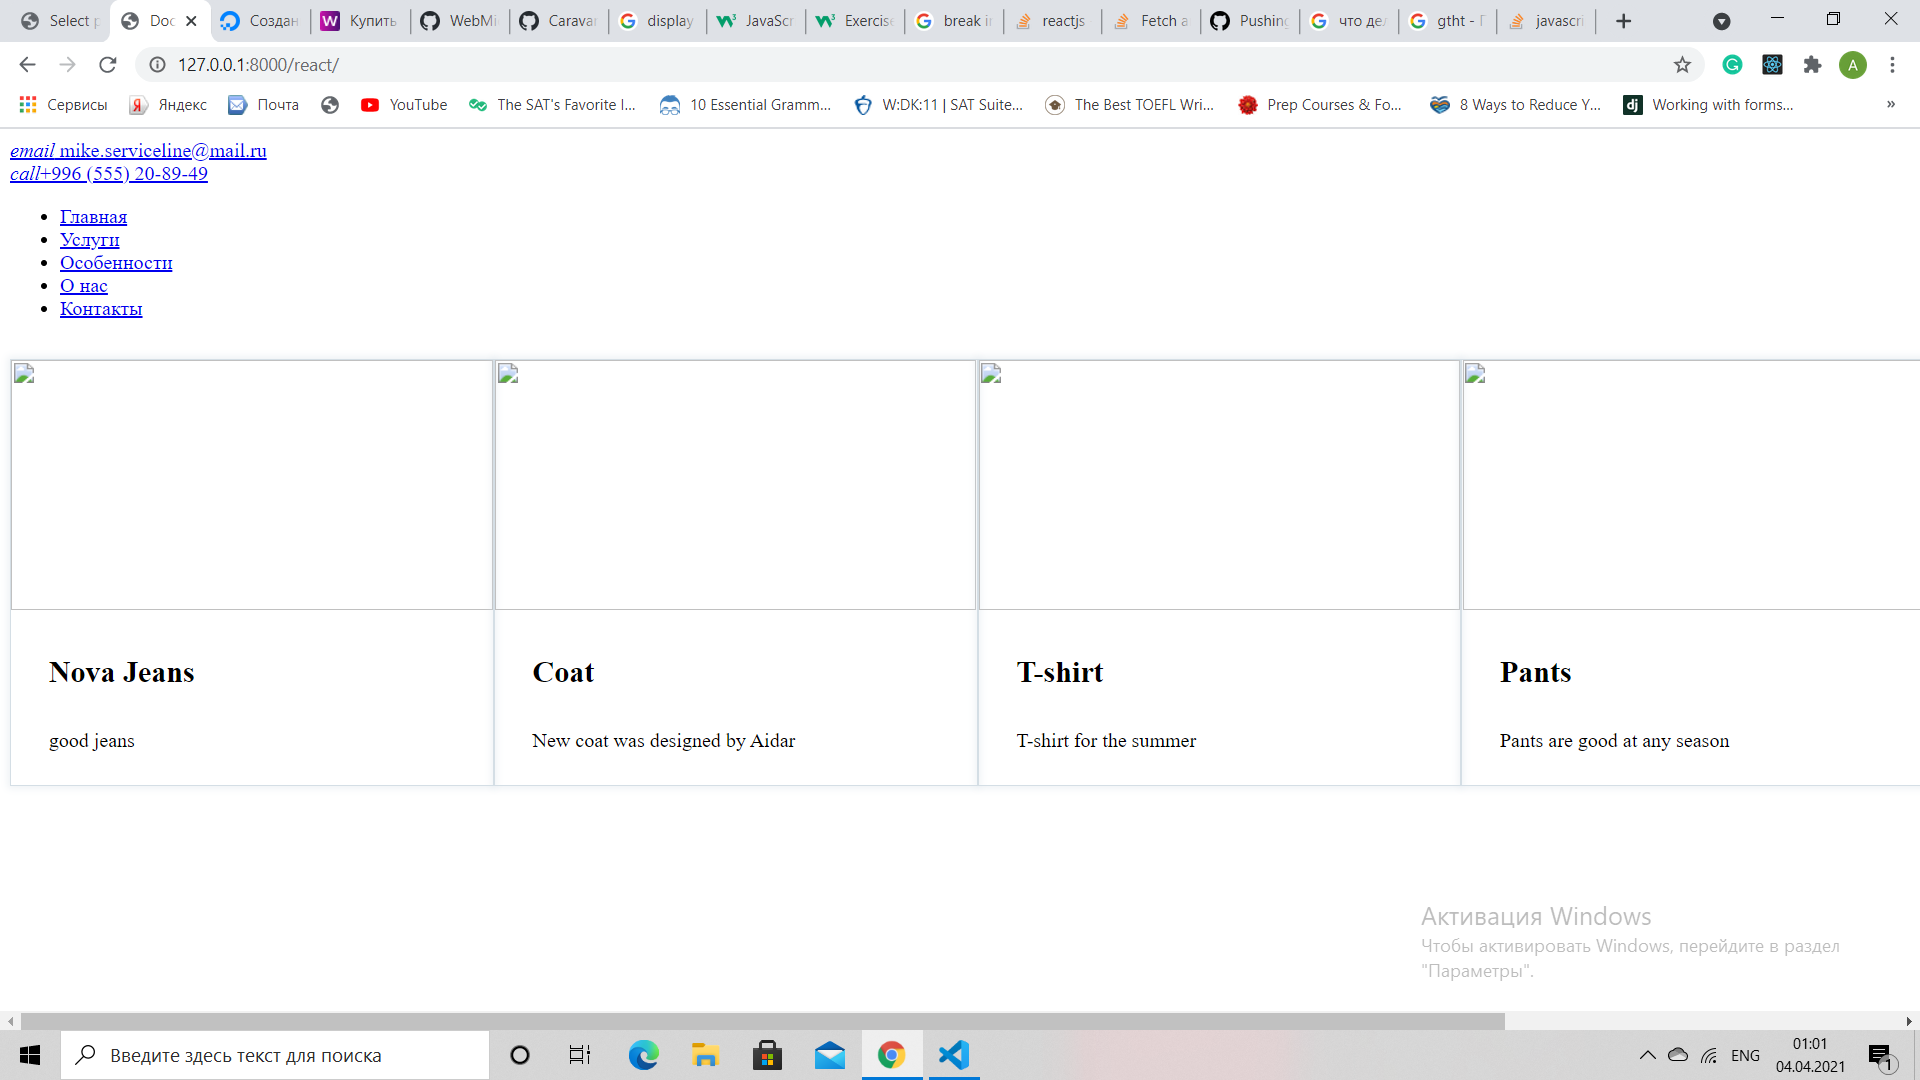 Select p
Doc
Создан
Купить
WebMi
Caravan
display
JavaScr
Exercise
break i
reactjs
Fetch a
Pushing
что дел
gtht - П
javascri
127.0.0.1:8000/react/
A
Сервисы
Яндекс
Почта
YouTube
The SAT's Favorite I...
10 Essential Gramm...
W:DK:11 | SAT Suite...
The Best TOEFL Wri...
Prep Courses & Fo...
8 Ways to Reduce Y...
dj
Working with forms...
»
email mike.serviceline@mail.ru
call+996 (555) 20-89-49
Главная
Услуги
Особенности
О нас
Контакты
Nova Jeans
Coat
T-shirt
Pants
good jeans
New coat was designed by Aidar
T-shirt for the summer
Pants are good at any season
Активация Windows
Чтобы активировать Windows, перейдите в раздел
"Параметры".
Введите здесь текст для поиска
ENG
01:01
04.04.2021
1